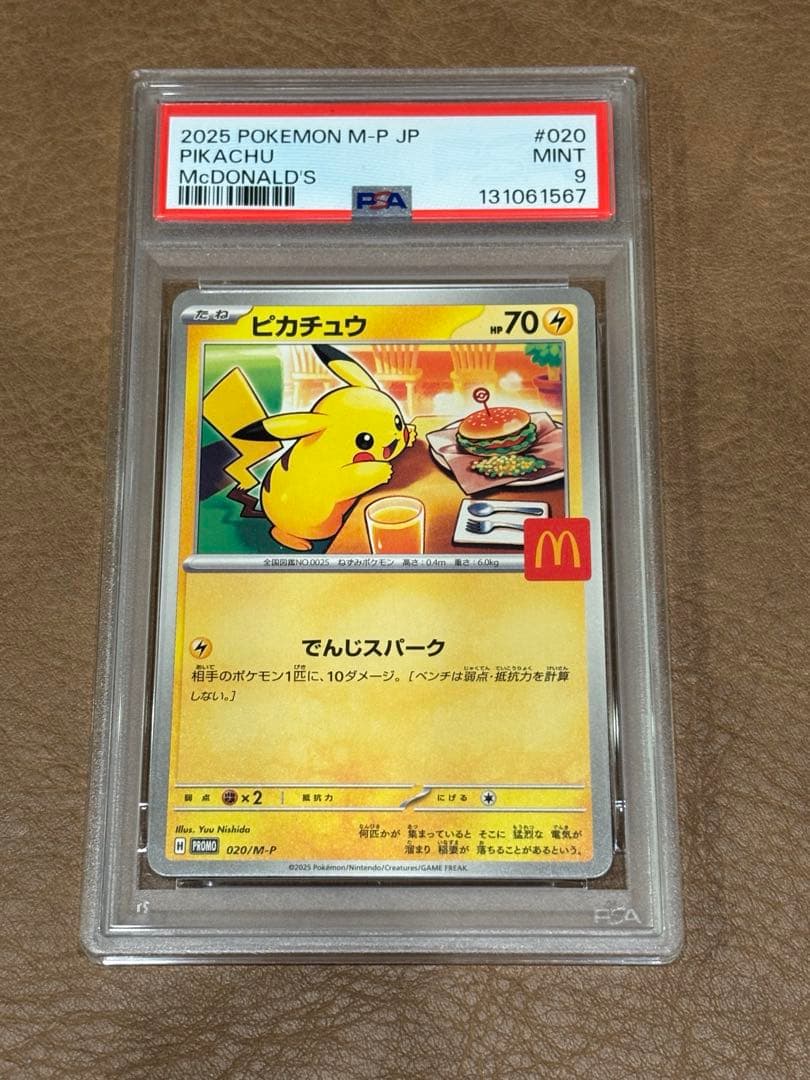 2025 POKEMON M-P JP #020
PIKACHU MINT
McDONALD'S 9
PSA 131061567
たね ピカチュウ HP70
M
全国図鑑NO.0025 ねずみポケモン 高さ:0.4m 重さ:6.0kg
でんじスパーク
相手のポケモン1匹に、10ダメージ。[ベンチは弱点・抵抗力を計算
しない。]
弱点 ×2 抵抗力 にげる
Illus. Yuu Nishida
何匹かが 集まっていると そこに 猛烈な 電気が
溜まり 稲妻が 落ちることがあるという。
H PROMO 020/M-P
©2025 Pokémon/Nintendo/Creatures/GAME FREAK.
PSA